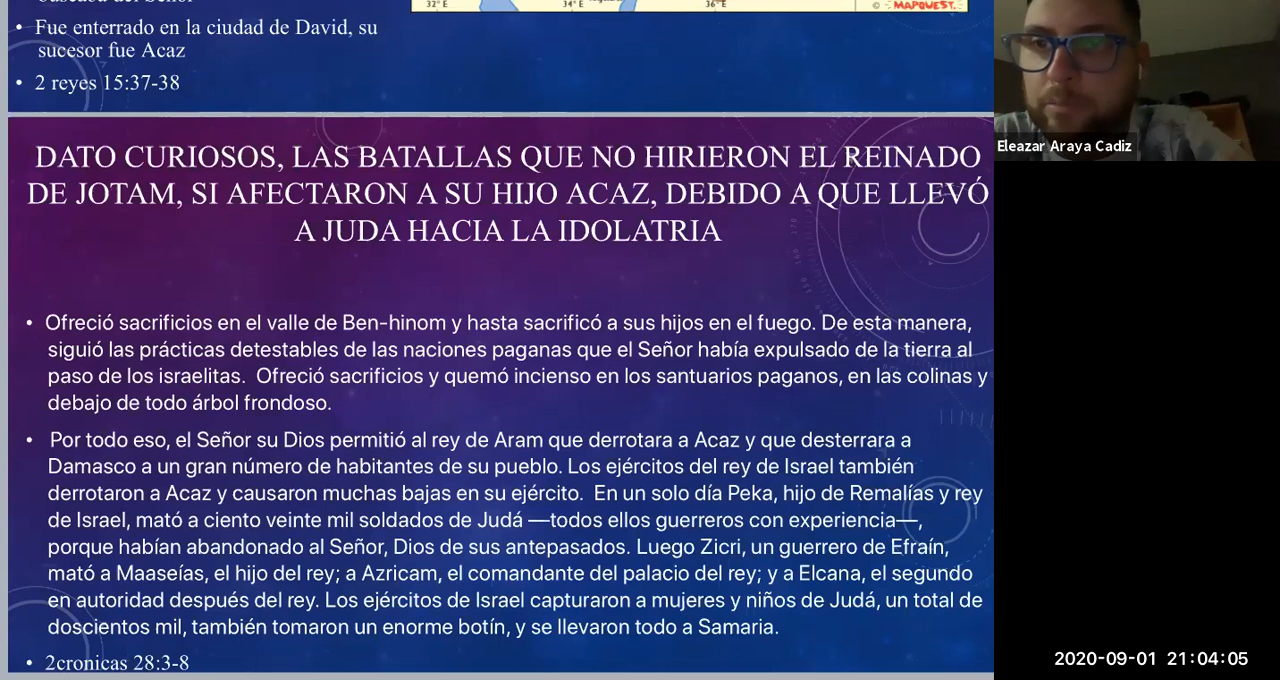 buscaba del Señor
• Fue enterrado en la ciudad de David, su
sucesor fue Acaz
• 2 reyes 15:37-38
32° E
34° E
36° E
© MAPQUEST.
Eleazar Araya Cadiz
DATO CURIOSOS, LAS BATALLAS QUE NO HIRIERON EL REINADO
DE JOTAM, SI AFECTARON A SU HIJO ACAZ, DEBIDO A QUE LLEVÓ
A JUDA HACIA LA IDOLATRIA
• Ofreció sacrificios en el valle de Ben-hinom y hasta sacrificó a sus hijos en el fuego. De esta manera,
siguió las prácticas detestables de las naciones paganas que el Señor había expulsado de la tierra al
paso de los israelitas. Ofreció sacrificios y quemó incienso en los santuarios paganos, en las colinas y
debajo de todo árbol frondoso.
• Por todo eso, el Señor su Dios permitió al rey de Aram que derrotara a Acaz y que desterrara a
Damasco a un gran número de habitantes de su pueblo. Los ejércitos del rey de Israel también
derrotaron a Acaz y causaron muchas bajas en su ejército. En un solo día Peka, hijo de Remalías y rey
de Israel, mató a ciento veinte mil soldados de Judá —todos ellos guerreros con experiencia—,
porque habían abandonado al Señor, Dios de sus antepasados. Luego Zicri, un guerrero de Efraín,
mató a Maaseías, el hijo del rey; a Azricam, el comandante del palacio del rey; y a Elcana, el segundo
en autoridad después del rey. Los ejércitos de Israel capturaron a mujeres y niños de Judá, un total de
doscientos mil, también tomaron un enorme botín, y se llevaron todo a Samaria.
• 2cronicas 28:3-8
2020-09-01 21:04:05